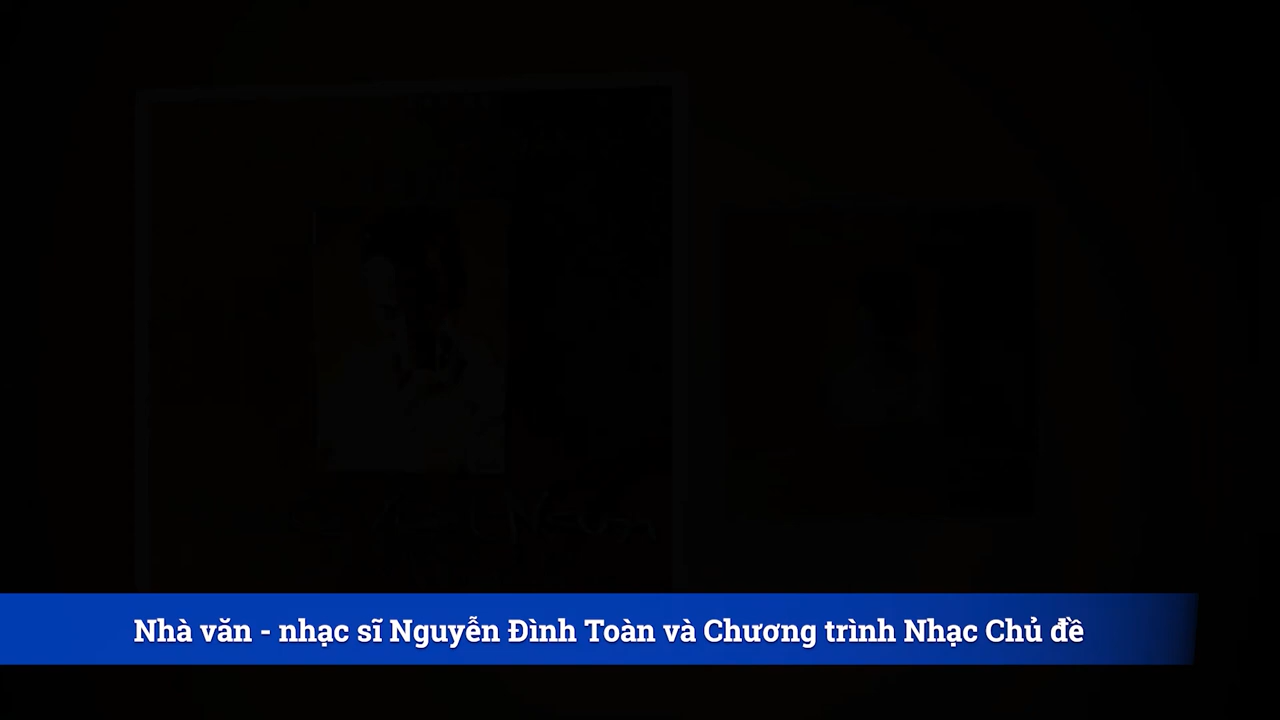 Nhà văn - nhạc sĩ Nguyễn Đình Toàn và Chương trình Nhạc Chủ đề